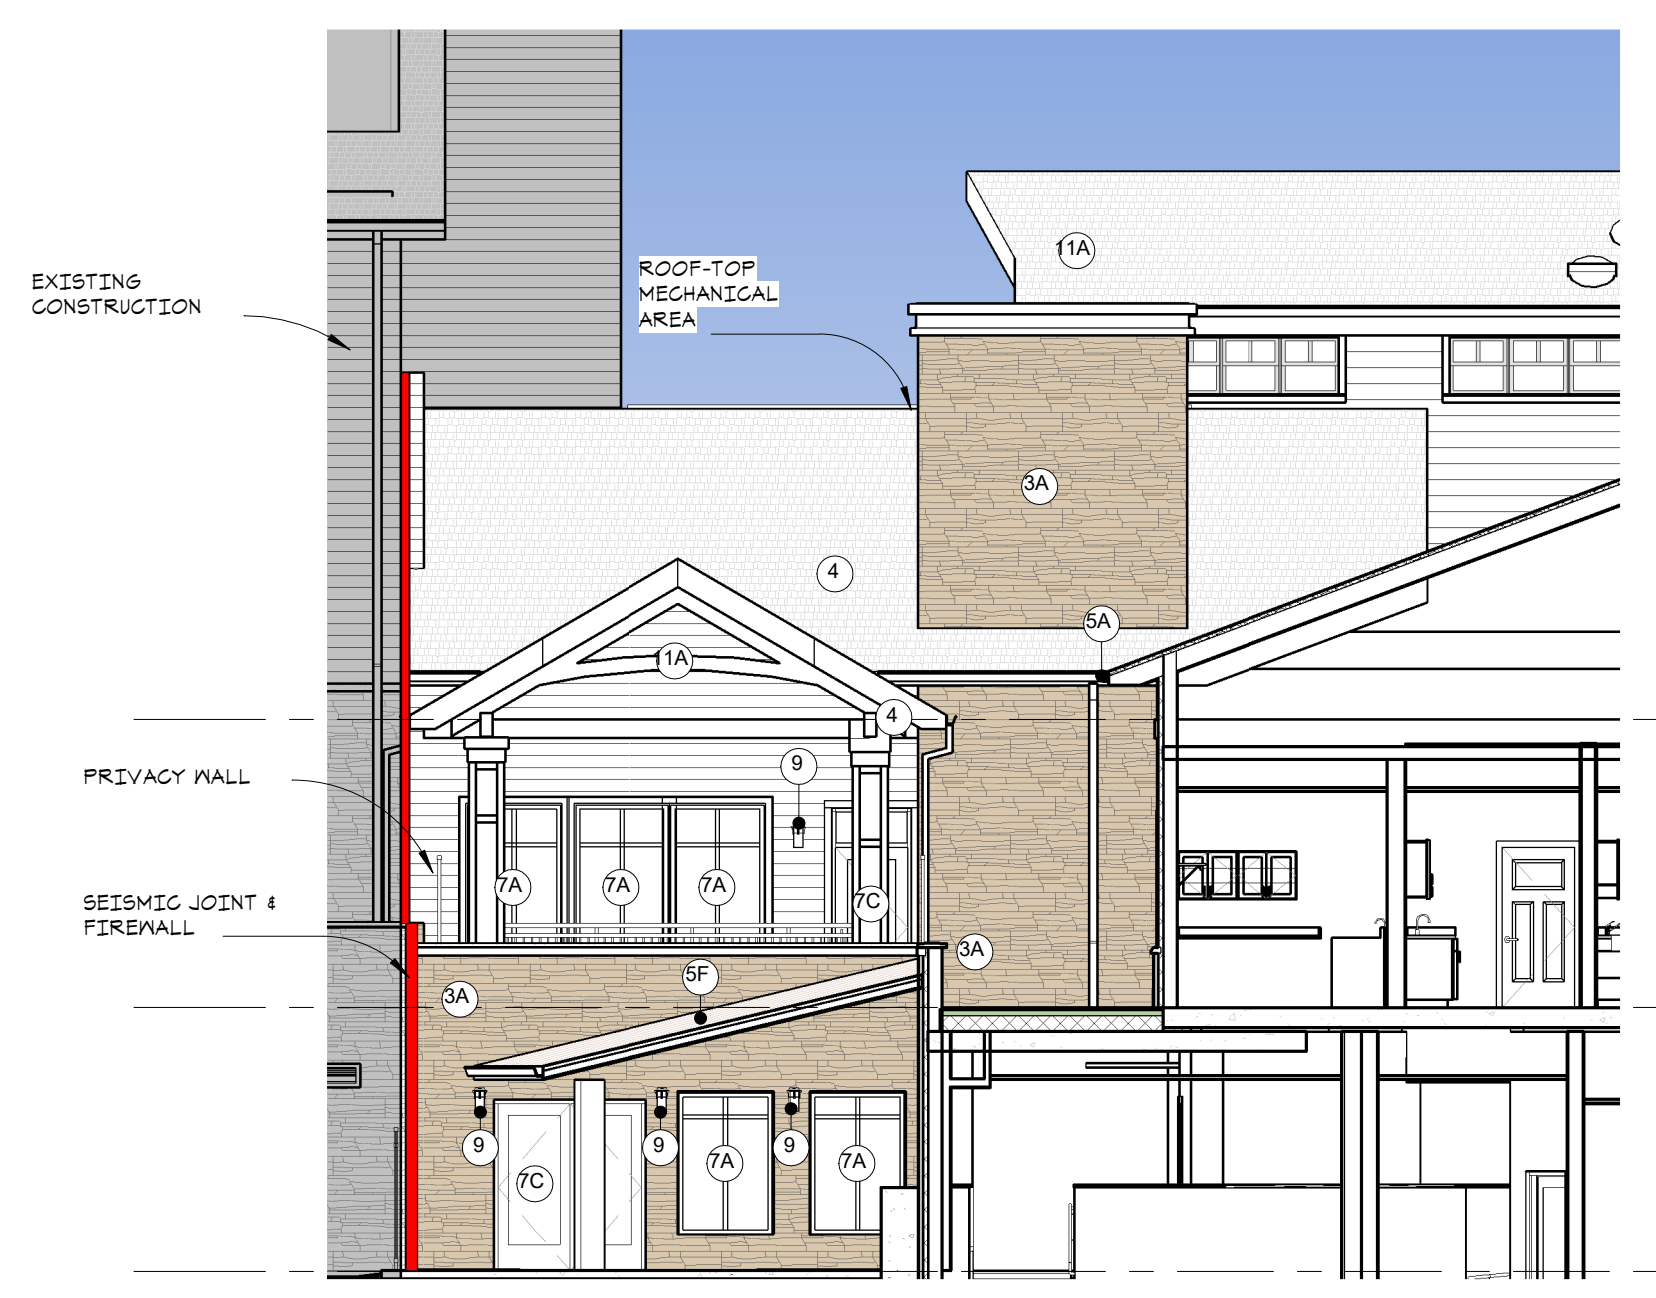 EXISTING
CONSTRUCTION
ROOF-TOP
MECHANICAL
AREA
11A
3A
4
5A
11A
4
9
PRIVACY WALL
7A
7A
7A
7C
SEISMIC JOINT &
FIREWALL
3A
5F
3A
9
9
9
7C
7A
7A